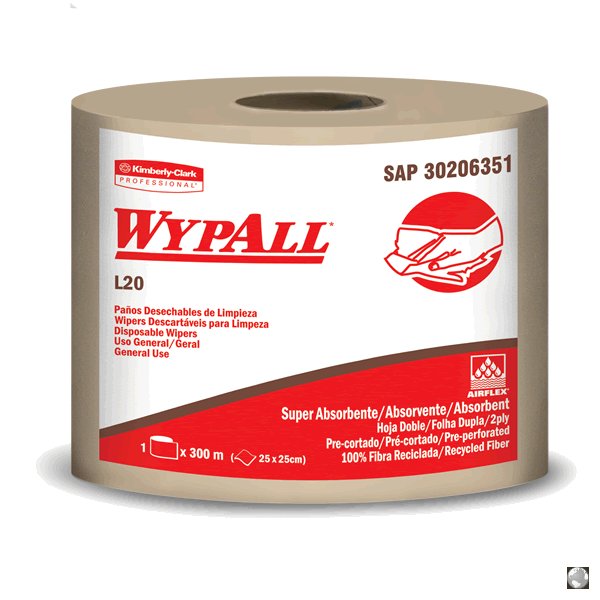 Kimberly-Clark
PROFESSIONAL*
SAP 30206351
WYPALL*
L20
Paños Desechables de Limpieza
Wipers Descartáveis para Limpeza
Disposable Wipers
Uso General/Geral
General Use
AIRFLEX*
Super Absorbente/Absorvente/Absorbent
Hoja Doble/Folha Dupla/2ply
Pre-cortado/Pré-cortado/Pre-perforated
100% Fibra Reciclada/Recycled Fiber
1 x 300 m (25 x 25cm)